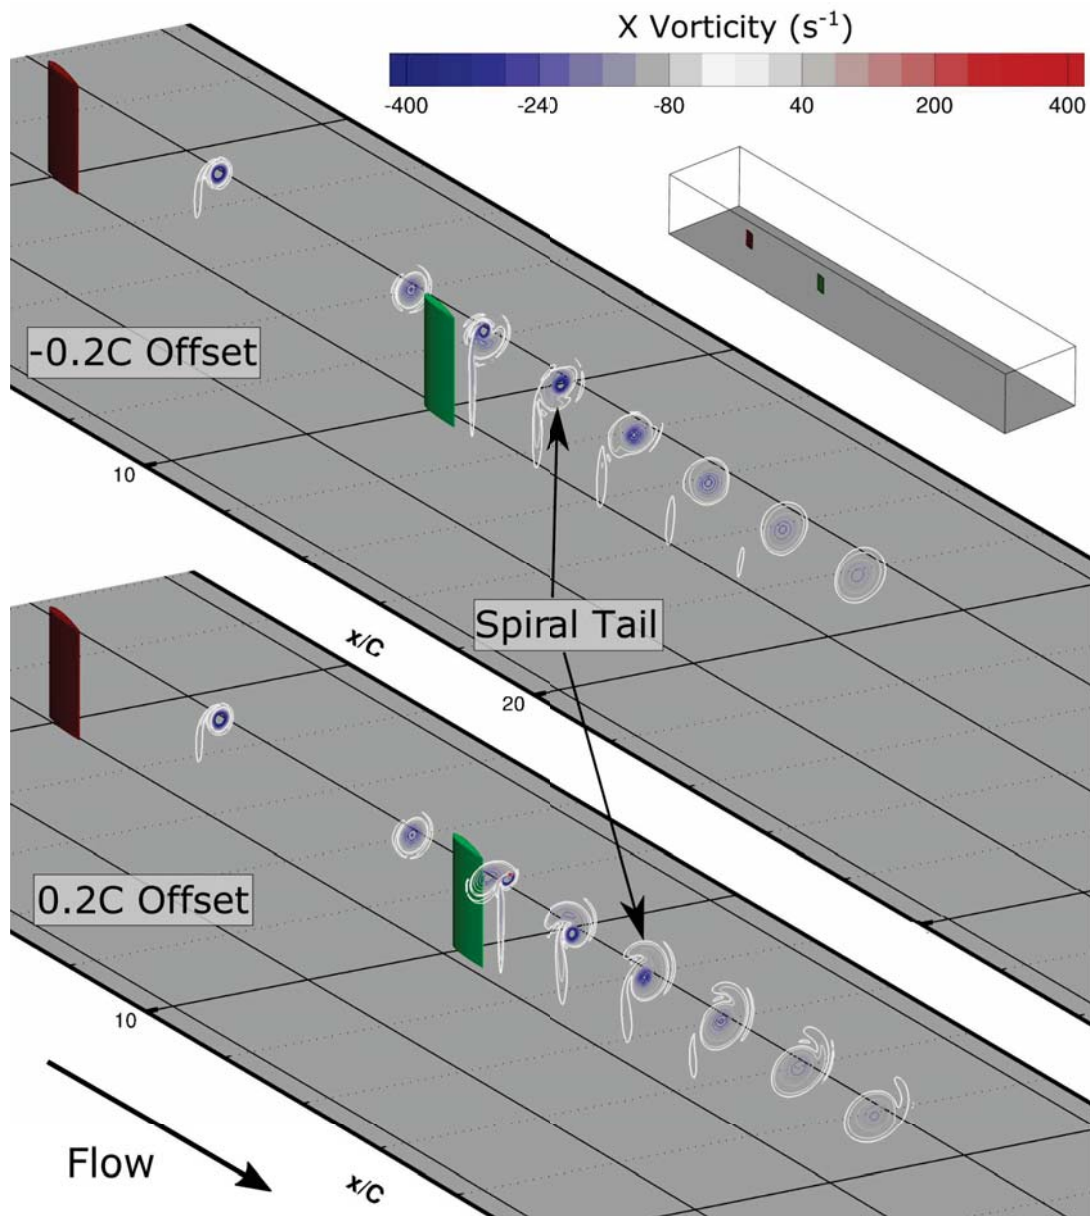 X Vorticity (s-1)
-400 -240 -80 40 200 400
-0.2C Offset
10
Spiral Tail
x/C
20
0.2C Offset
10
Flow
x/C